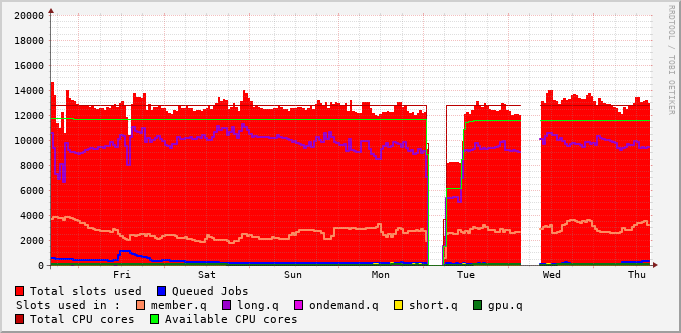 20000
18000
16000
14000
12000
10000
8000
6000
4000
2000
0
Fri Sat Sun Mon Tue Wed Thu
Total slots used Queued Jobs
Slots used in : member.q long.q ondemand.q short.q gpu.q
Total CPU cores Available CPU cores
RRDTOOL / TOBI OETIKER